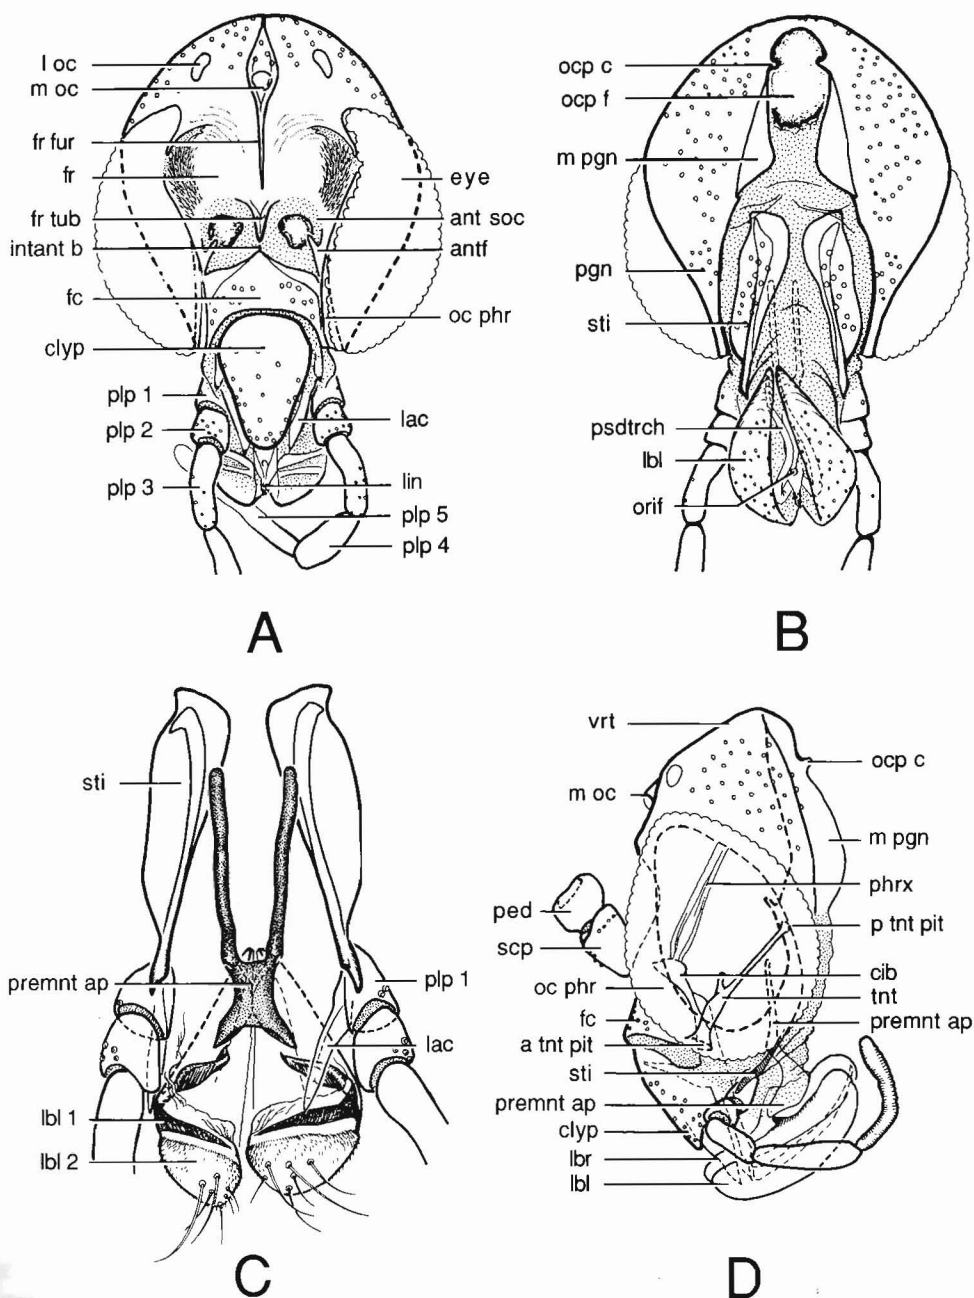 l oc
m oc
fr fur
fr
fr tub
intant b
fc
clyp
plp 1
plp 2
plp 3
eye
ant soc
antf
oc phr
lac
lin
plp 5
plp 4
A
ocp c
ocp f
m pgn
pgn
sti
psdtrch
lbl
orif
B
sti
premnt ap
lbl 1
lbl 2
plp 1
lac
C
vrt
m oc
ped
scp
oc phr
fc
a tnt pit
sti
premnt ap
clyp
lbr
lbl
ocp c
m pgn
phrx
p tnt pit
cib
tnt
premnt ap
D